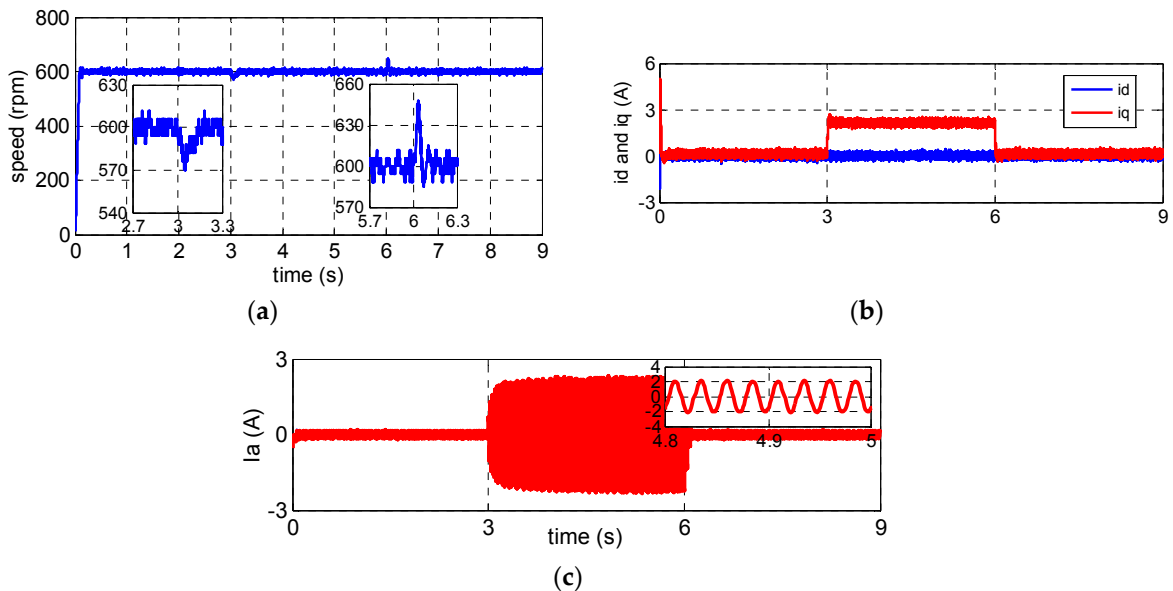 800
600
400
200
0
speed (rpm)
0 1 2 3 4 5 6 7 8 9
time (s)
630
600
570
540
2.7 3 3.3
660
630
600
570
5.7 6 6.3
(a)
6
3
0
-3
id and iq (A)
id
iq
0 3 6 9
(b)
3
0
-3
Ia (A)
4
2
0
-2
-4
4.8 4.9 5
0 3 6 9
time (s)
(c)